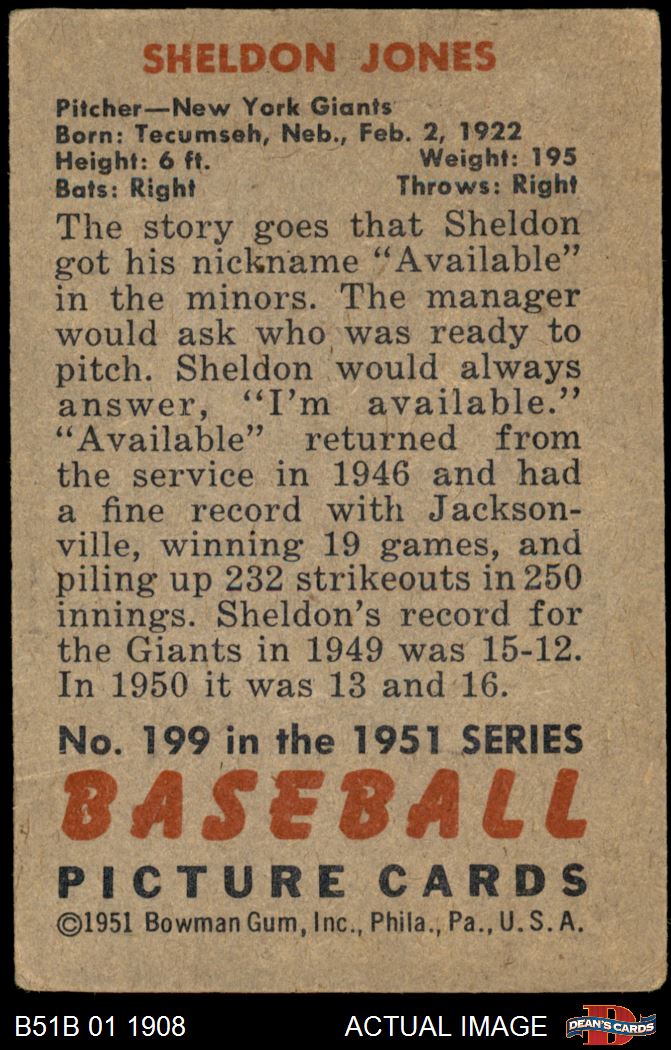 SHELDON JONES
Pitcher—New York Giants
Born: Tecumseh, Neb., Feb. 2, 1922
Height: 6 ft. Weight: 195
Bats: Right Throws: Right
The story goes that Sheldon
got his nickname “Available”
in the minors. The manager
would ask who was ready to
pitch. Sheldon would always
answer, “I’m available.”
“Available” returned from
the service in 1946 and had
a fine record with Jackson-
ville, winning 19 games, and
piling up 232 strikeouts in 250
innings. Sheldon’s record for
the Giants in 1949 was 15-12.
In 1950 it was 13 and 16.
No. 199 in the 1951 SERIES
BASEBALL
PICTURE CARDS
©1951 Bowman Gum, Inc., Phila., Pa., U.S.A.
B51B 01 1908 ACTUAL IMAGE D DEAN'S CARDS